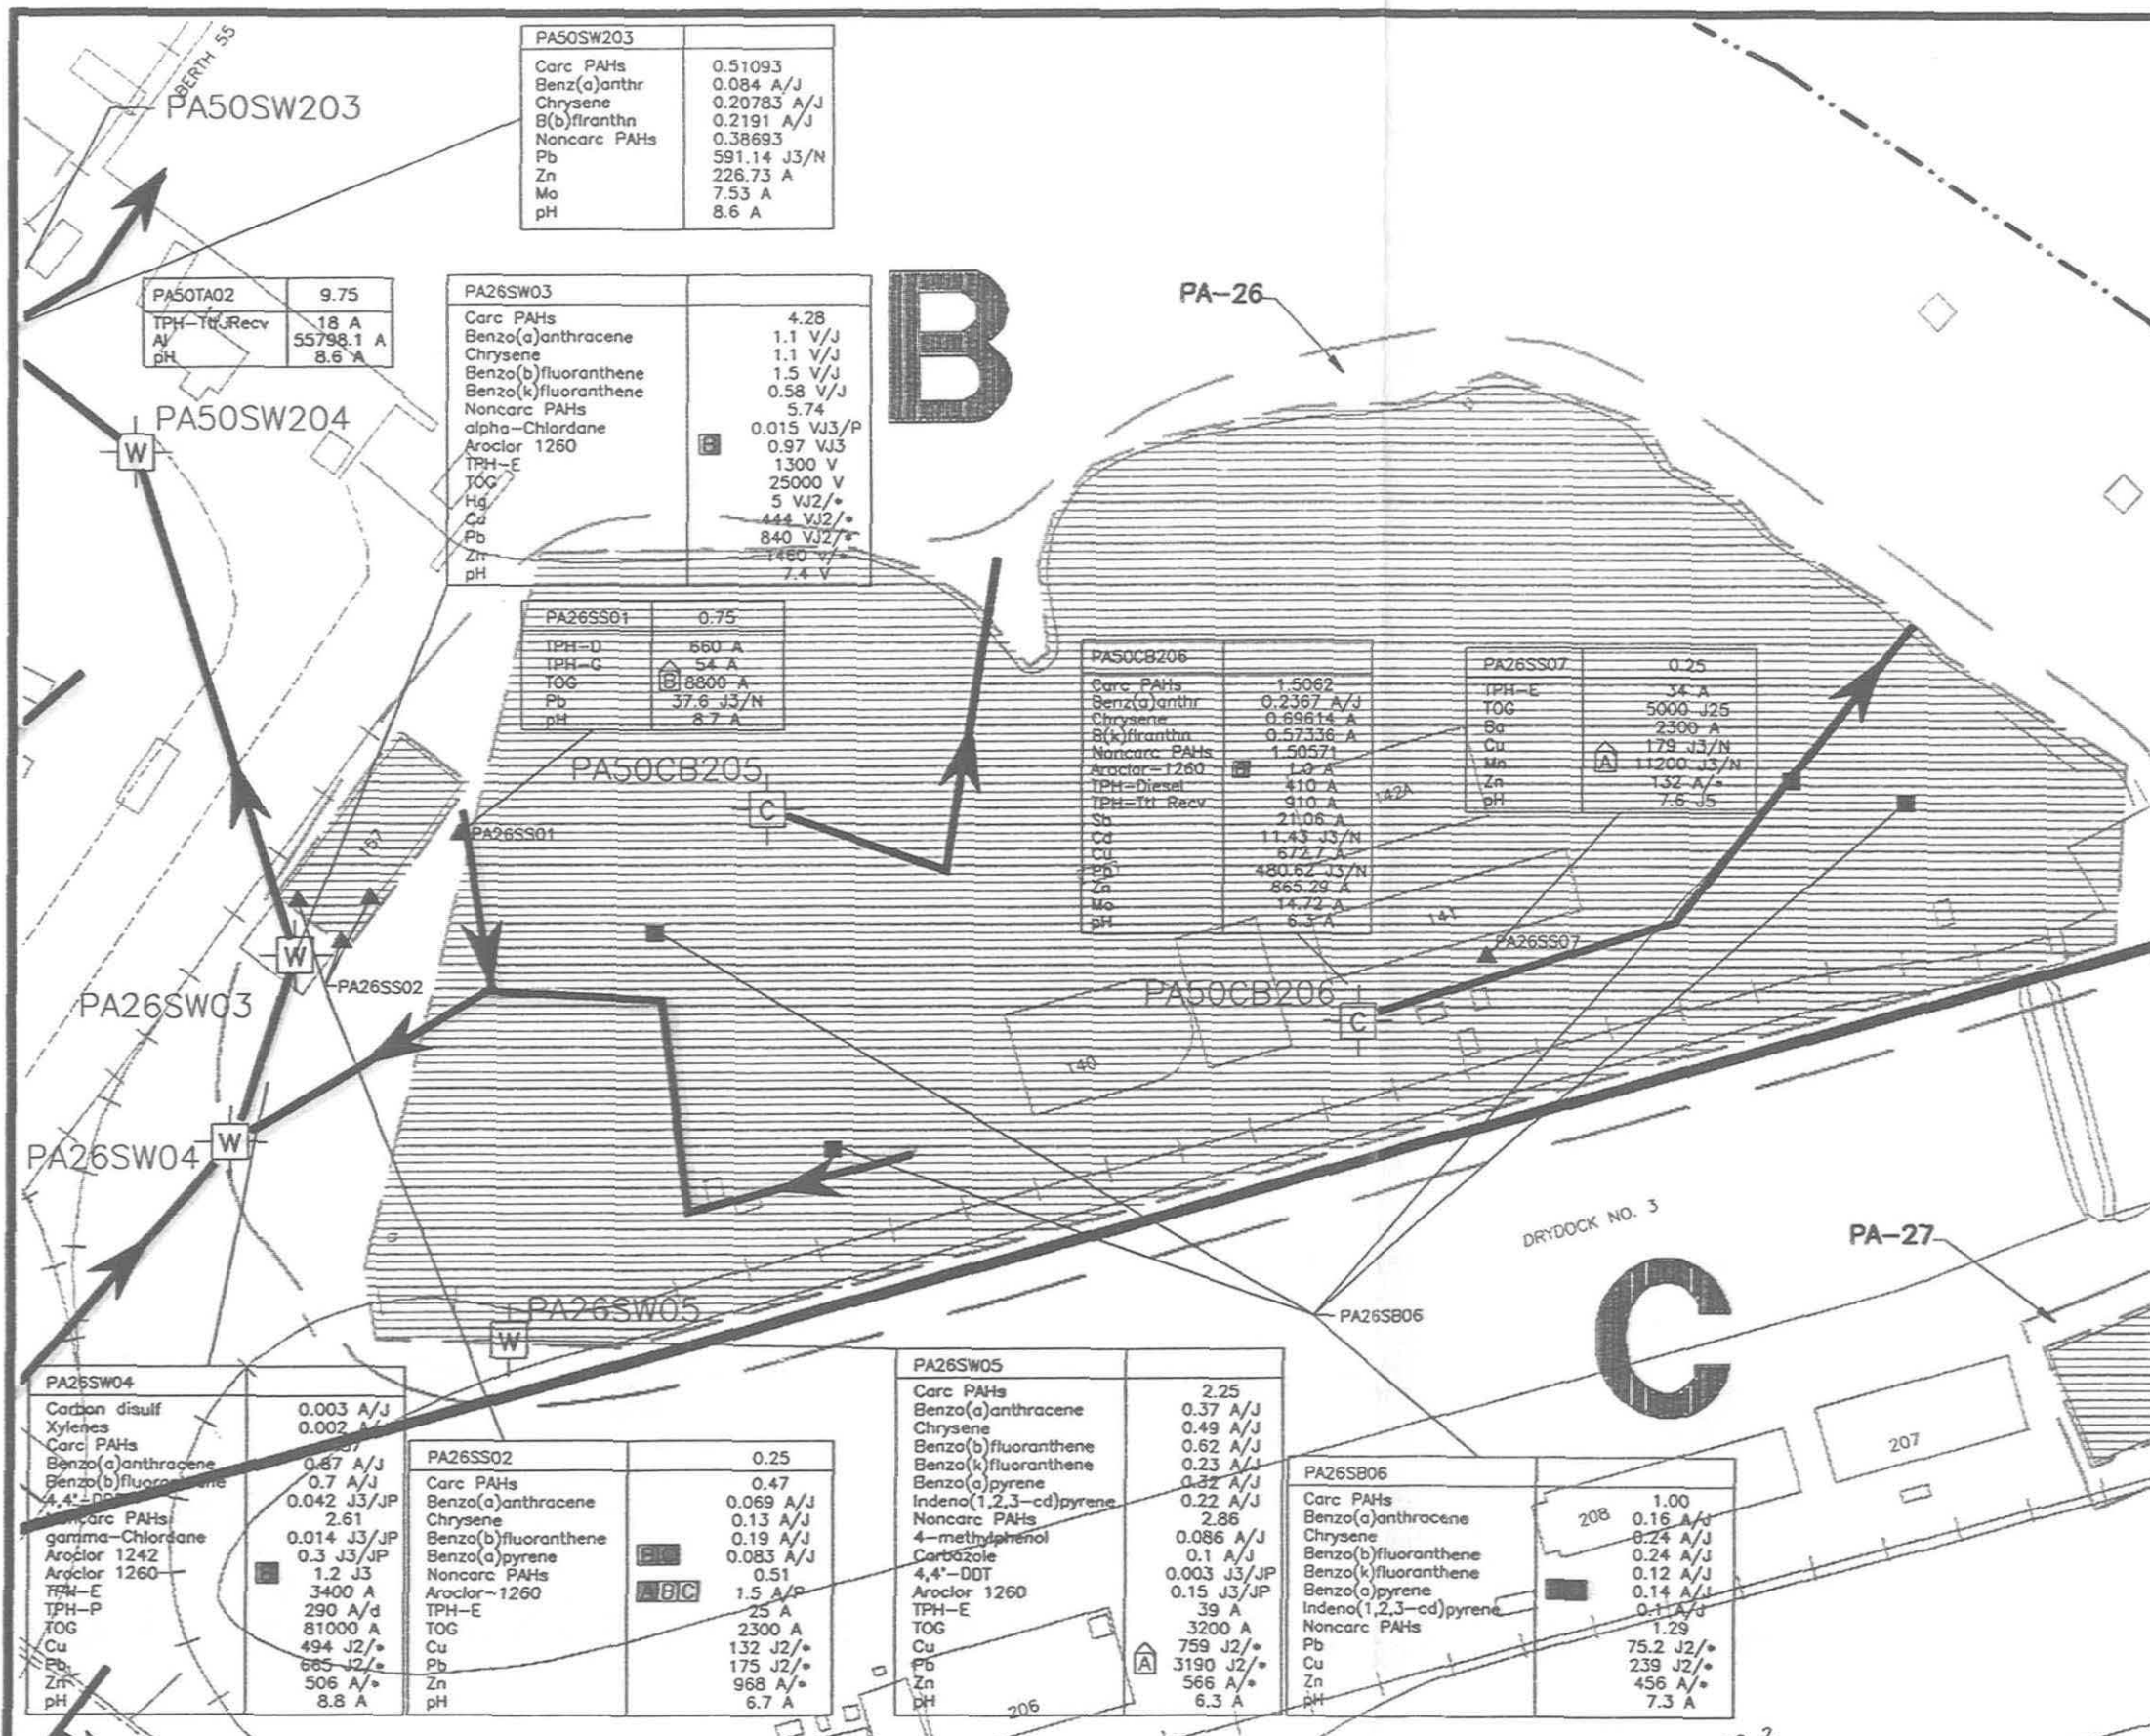 BERTH 55
PA50SW203
PA50SW203
Carc PAHs 0.51093
Benz(a)anthr 0.084 A/J
Chrysene 0.20783 A/J
B(b)flranthn 0.2191 A/J
Noncarc PAHs 0.38693
Pb 591.14 J3/N
Zn 226.73 A
Mo 7.53 A
pH 8.6 A
PA50TA02 9.75
TPH-Ttl Recv 18 A
Al 55798.1 A
pH 8.6 A
PA50SW204
W
PA26SW03
Carc PAHs 4.28
Benzo(a)anthracene 1.1 V/J
Chrysene 1.1 V/J
Benzo(b)fluoranthene 1.5 V/J
Benzo(k)fluoranthene 0.58 V/J
Noncarc PAHs 5.74
alpha-Chlordane 0.015 VJ3/P
Aroclor 1260 B 0.97 VJ3
TPH-E 1300 V
TOG 25000 V
Hg 5 VJ2/*
Cu 444 VJ2/*
Pb 840 VJ2/*
Zn 1460 V/*
pH 7.4 V
B
PA-26
PA26SS01 0.75
TPH-D 660 A
TPH-G 54 A
TOG B 8800 A
Pb 37.6 J3/N
pH 8.7 A
PA50CB206
Carc PAHs 1.5062
Benz(a)anthr 0.2367 A/J
Chrysene 0.69614 A
B(k)flranthn 0.57336 A
Noncarc PAHs 1.50571
Aroclor-1260 B 1.0 A
TPH-Diesel 410 A
TPH-Ttl Recv 910 A
Sb 21.06 A
Cd 11.43 J3/N
Cu 672.7 A
Pb 480.62 J3/N
Zn 865.29 A
Mo 14.72 A
pH 6.3 A
PA26SS07 0.25
TPH-E 34 A
TOG 5000 J25
Ba 2300 A
Cu 179 J3/N
Mn A 11200 J3/N
Zn 132 A/*
pH 7.6 J5
PA50CB205
C
142A
PA26SS01
157
141
PA26SS07
W
PA26SS02
PA26SW03
PA50CB206
C
140
PA26SW04
W
DRYDOCK NO. 3
PA-27
PA26SW05
W
PA26SB06
C
PA26SW04
Carbon disulf 0.003 A/J
Xylenes 0.002
Carc PAHs
Benzo(a)anthracene 0.87 A/J
0.7 A/J
0.042 J3/JP
Noncarc PAHs 2.61
gamma-Chlordane 0.014 J3/JP
Aroclor 1242 0.3 J3/JP
Aroclor 1260 B 1.2 J3
TPH-E 3400 A
TPH-P 290 A/d
TOG 81000 A
Cu 494 J2/*
Pb 665 J2/*
Zn 506 A/*
pH 8.8 A
PA26SS02 0.25
Carc PAHs 0.47
Benzo(a)anthracene 0.069 A/J
Chrysene 0.13 A/J
Benzo(b)fluoranthene 0.19 A/J
Benzo(a)pyrene BC 0.083 A/J
Noncarc PAHs 0.51
Aroclor-1260 ABC 1.5 A/P
TPH-E 25 A
TOG 2300 A
Cu 132 J2/*
Pb 175 J2/*
Zn 968 A/*
pH 6.7 A
PA26SW05
Carc PAHs 2.25
Benzo(a)anthracene 0.37 A/J
Chrysene 0.49 A/J
Benzo(b)fluoranthene 0.62 A/J
Benzo(k)fluoranthene 0.23 A/J
Benzo(a)pyrene 0.32 A/J
Indeno(1,2,3-cd)pyrene 0.22 A/J
Noncarc PAHs 2.86
4-methylphenol 0.086 A/J
Carbazole 0.1 A/J
4,4'-DDT 0.003 J3/JP
Aroclor 1260 0.15 J3/JP
TPH-E 39 A
TOG 3200 A
Cu 759 J2/*
Pb A 3190 J2/*
Zn 566 A/*
pH 6.3 A
PA26SB06
Carc PAHs 1.00
Benzo(a)anthracene 0.16 A/J
Chrysene 0.24 A/J
Benzo(b)fluoranthene 0.24 A/J
Benzo(k)fluoranthene 0.12 A/J
Benzo(a)pyrene 0.14 A/J
Indeno(1,2,3-cd)pyrene 0.1 A/J
Noncarc PAHs 1.29
Pb 75.2 J2/*
Cu 239 J2/*
Zn 456 A/*
pH 7.3 A
207
208
206
2